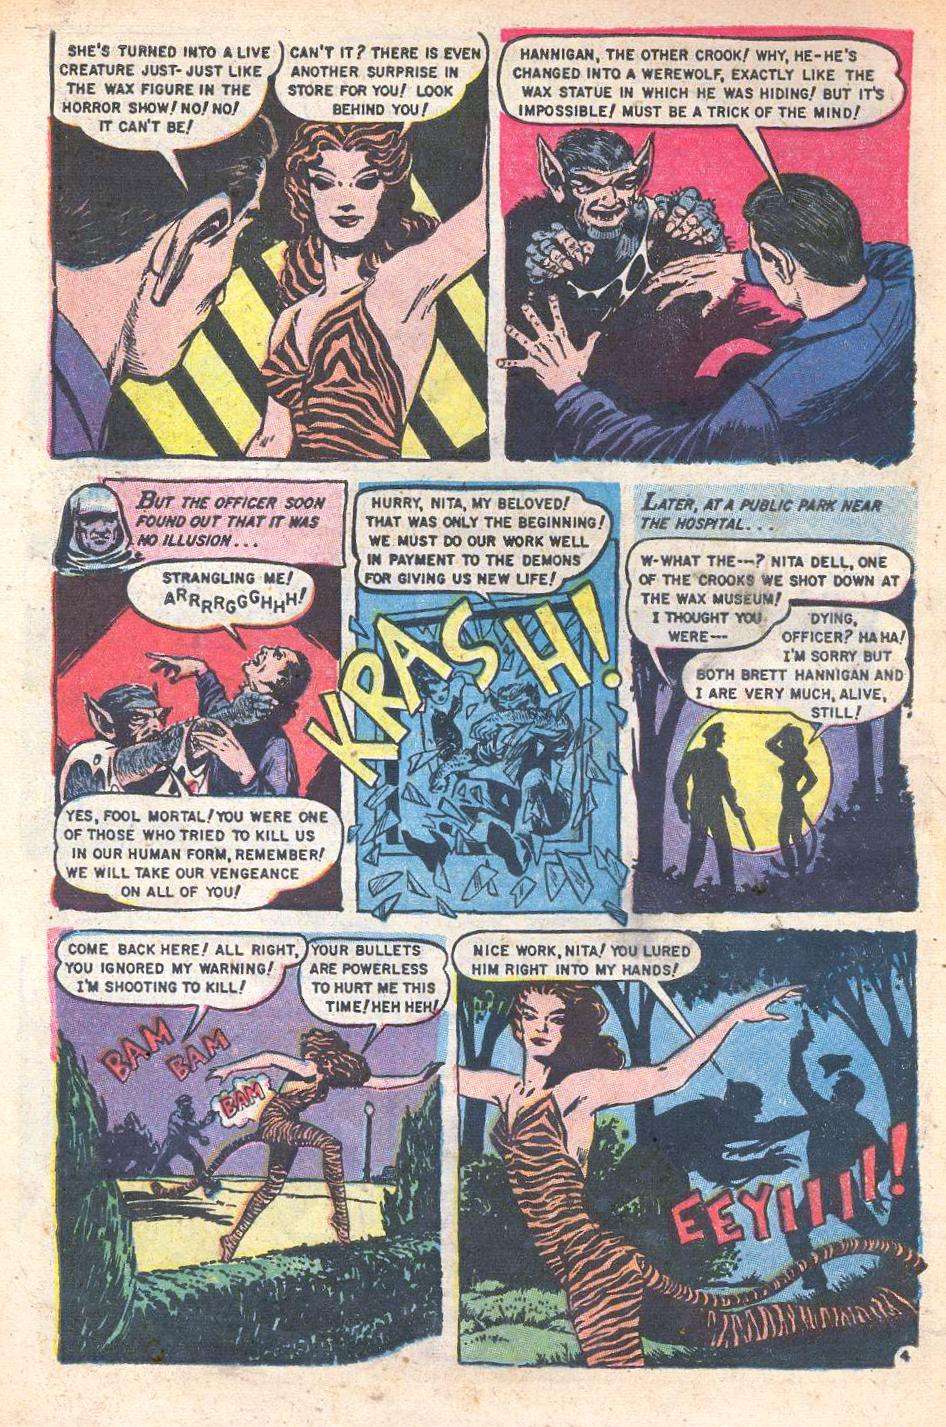 SHE'S TURNED INTO A LIVE
CREATURE JUST- JUST LIKE
THE WAX FIGURE IN THE
HORROR SHOW! NO! NO!
IT CAN'T BE!
CAN'T IT? THERE IS EVEN
ANOTHER SURPRISE IN
STORE FOR YOU! LOOK
BEHIND YOU!
HANNIGAN, THE OTHER CROOK! WHY, HE-HE'S
CHANGED INTO A WEREWOLF, EXACTLY LIKE THE
WAX STATUE IN WHICH HE WAS HIDING! BUT IT'S
IMPOSSIBLE! MUST BE A TRICK OF THE MIND!
BUT THE OFFICER SOON
FOUND OUT THAT IT WAS
NO ILLUSION...
STRANGLING ME!
ARRRRGGGHHH!
YES, FOOL MORTAL! YOU WERE ONE
OF THOSE WHO TRIED TO KILL US
IN OUR HUMAN FORM, REMEMBER!
WE WILL TAKE OUR VENGEANCE
ON ALL OF YOU!
HURRY, NITA, MY BELOVED!
THAT WAS ONLY THE BEGINNING!
WE MUST DO OUR WORK WELL
IN PAYMENT TO THE DEMONS
FOR GIVING US NEW LIFE!
KRASH!
LATER, AT A PUBLIC PARK NEAR
THE HOSPITAL...
W-WHAT THE---? NITA DELL, ONE
OF THE CROOKS WE SHOT DOWN AT
THE WAX MUSEUM!
I THOUGHT YOU
WERE---
DYING,
OFFICER? HA HA!
I'M SORRY BUT
BOTH BRETT HANNIGAN AND
I ARE VERY MUCH, ALIVE,
STILL!
COME BACK HERE! ALL RIGHT,
YOU IGNORED MY WARNING!
I'M SHOOTING TO KILL!
BAM
BAM
BAM
YOUR BULLETS
ARE POWERLESS
TO HURT ME THIS
TIME! HEH HEH!
NICE WORK, NITA! YOU LURED
HIM RIGHT INTO MY HANDS!
EEYIIII!!
4